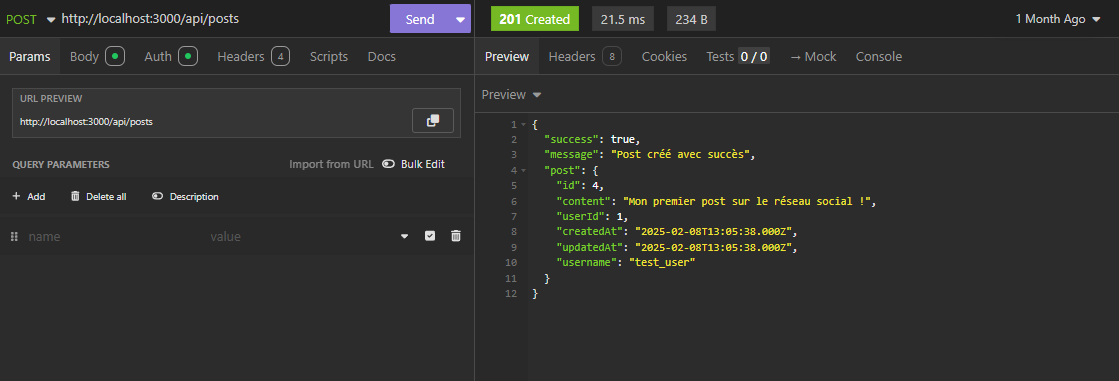 POST http://localhost:3000/api/posts Send 201 Created 21.5 ms 234 B 1 Month Ago
Params Body Auth Headers 4 Scripts Docs
Preview Headers 8 Cookies Tests 0 / 0 → Mock Console
URL PREVIEW
http://localhost:3000/api/posts
QUERY PARAMETERS Import from URL Bulk Edit
+ Add Delete all Description
name value
Preview
1 {
2 "success": true,
3 "message": "Post créé avec succès",
4 "post": {
5 "id": 4,
6 "content": "Mon premier post sur le réseau social !",
7 "userId": 1,
8 "createdAt": "2025-02-08T13:05:38.000Z",
9 "updatedAt": "2025-02-08T13:05:38.000Z",
10 "username": "test_user"
11 }
12 }